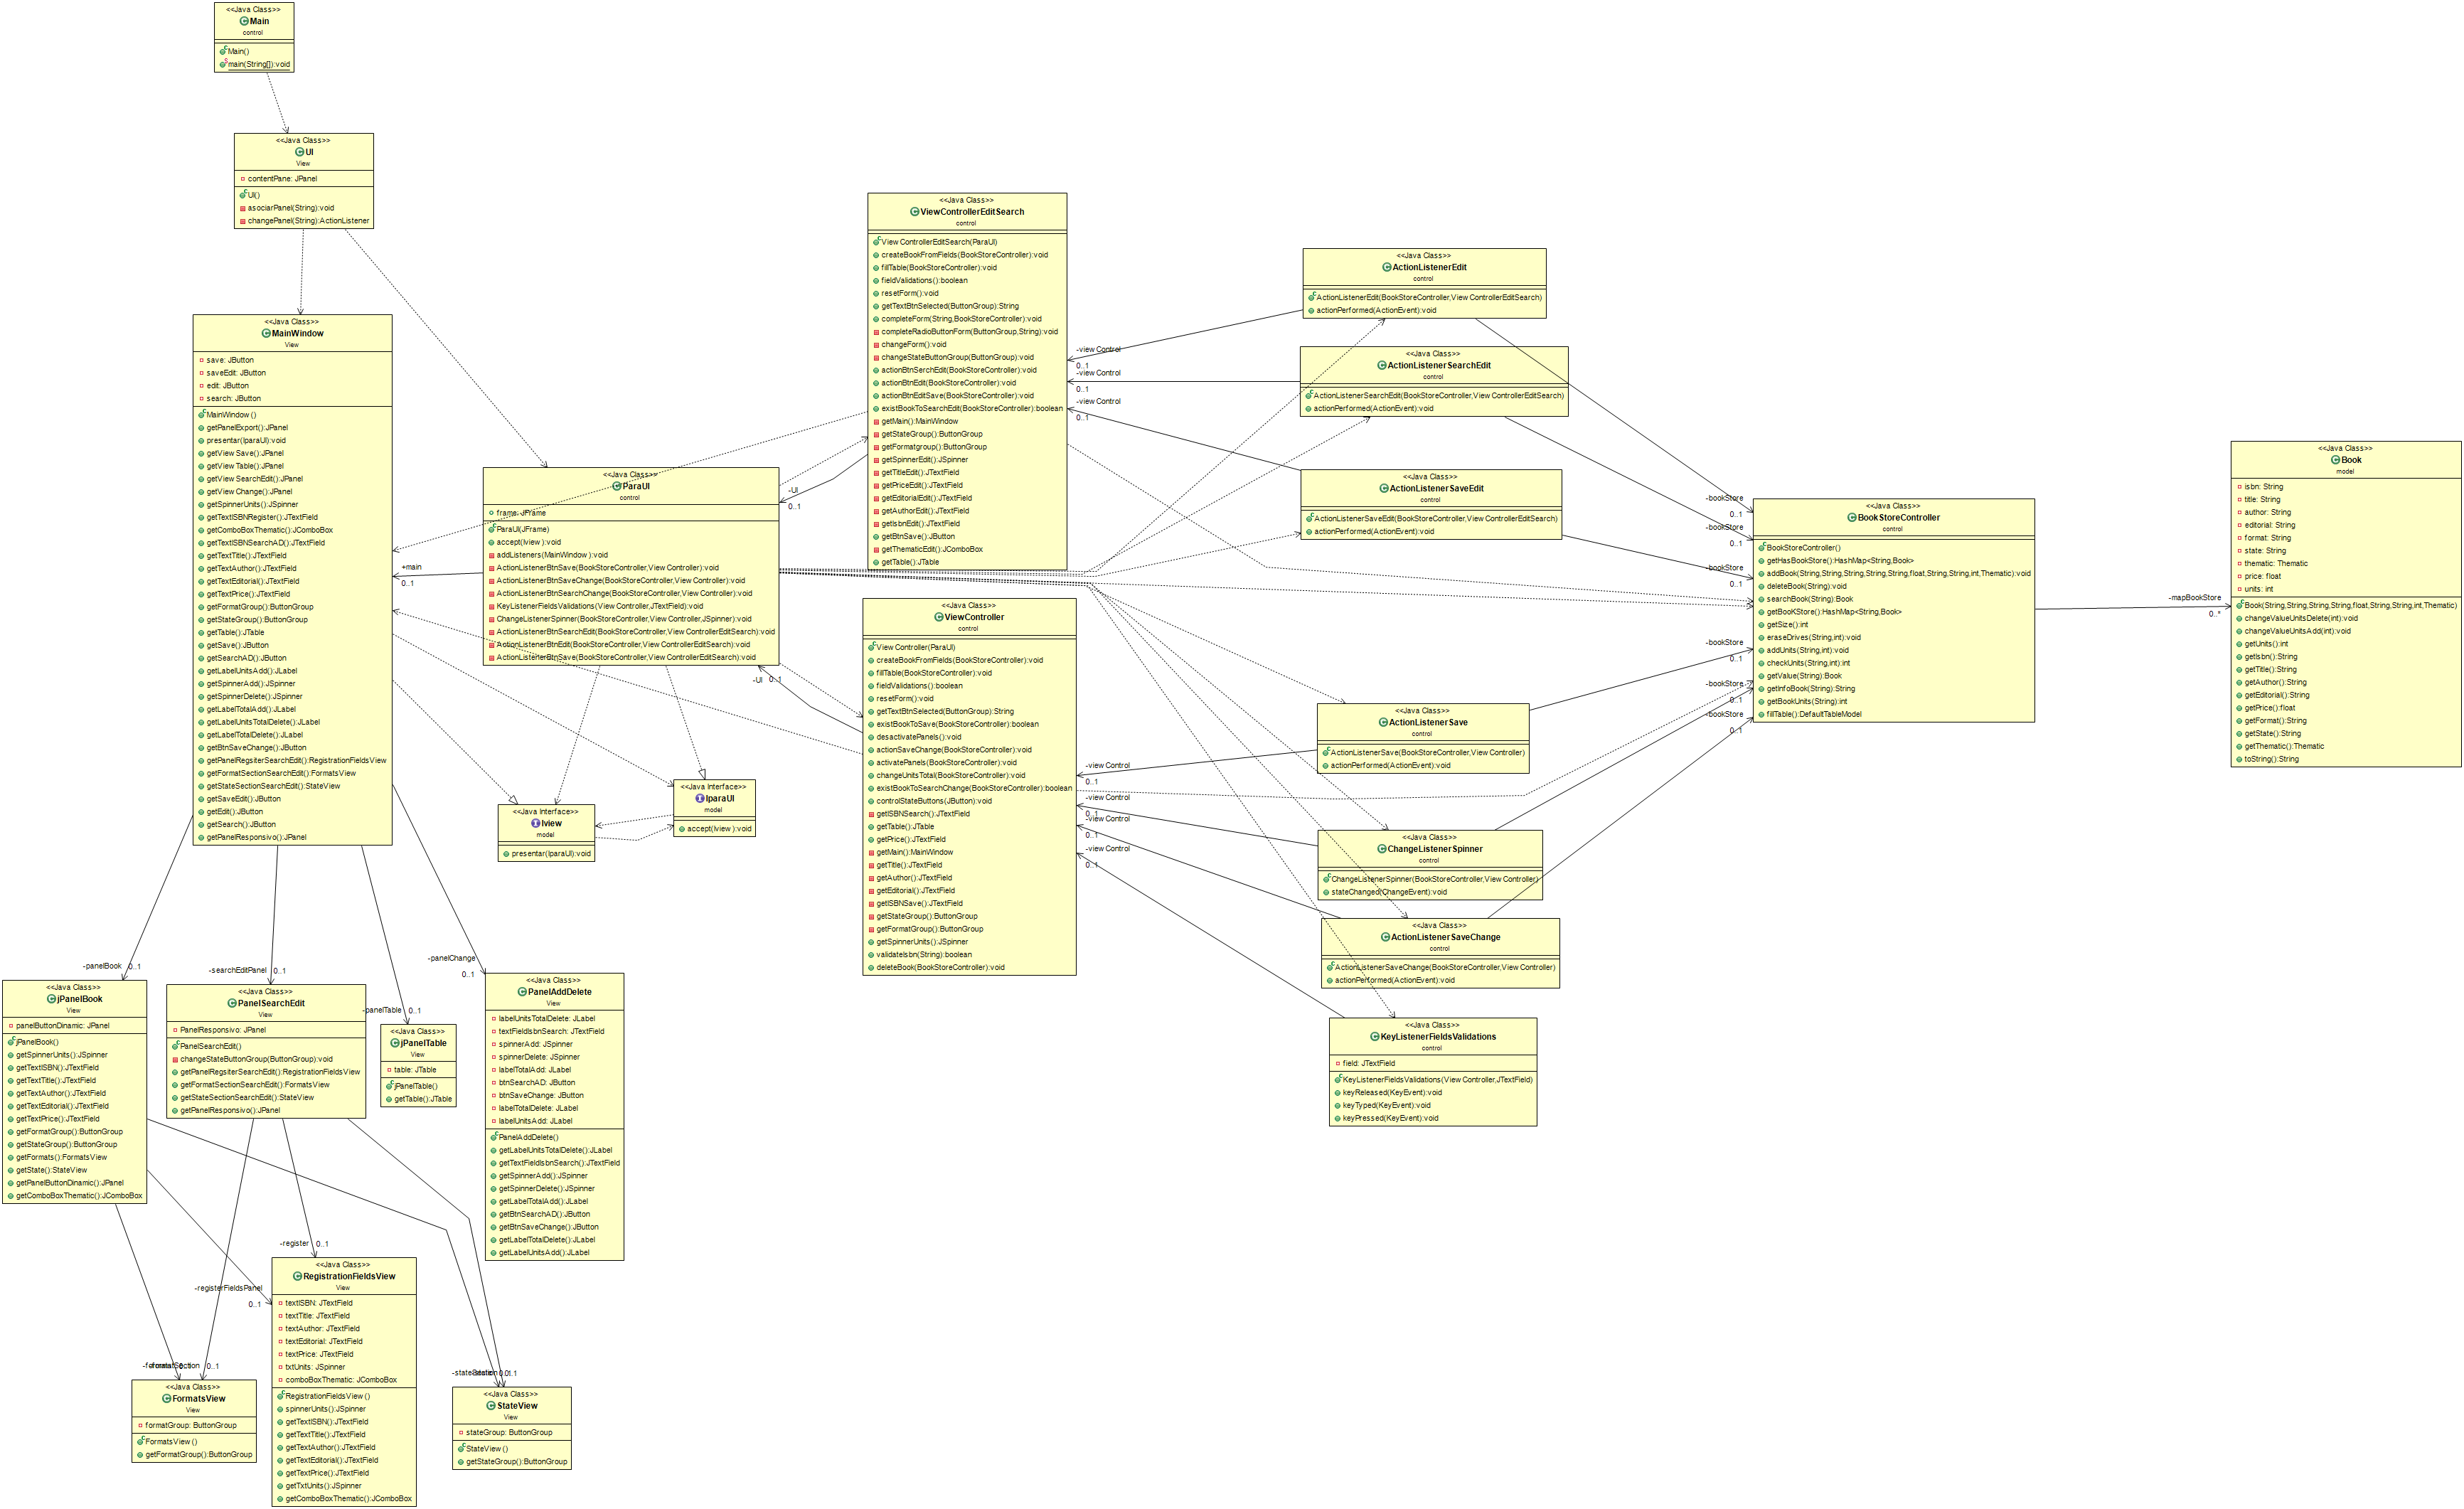 <<Java Class>>
Main
control
Main()
main(String[]):void
<<Java Class>>
UI
View
contentPane: JPanel
UI()
asociarPanel(String):void
changePanel(String):ActionListener
<<Java Class>>
MainWindow
View
save: JButton
saveEdit: JButton
edit: JButton
search: JButton
MainWindow ()
getPanelExport():JPanel
presentar(IparaUI):void
getView Save():JPanel
getView Table():JPanel
getView SearchEdit():JPanel
getView Change():JPanel
getSpinnerUnits():JSpinner
getTextISBNRegister():JTextField
getComboBoxThematic():JComboBox
getTextISBNSearchAD():JTextField
getTextTitle():JTextField
getTextAuthor():JTextField
getTextEditorial():JTextField
getTextPrice():JTextField
getFormatGroup():ButtonGroup
getStateGroup():ButtonGroup
getTable():JTable
getSave():JButton
getSearchAD():JButton
getLabelUnitsAdd():JLabel
getSpinnerAdd():JSpinner
getSpinnerDelete():JSpinner
getLabelTotalAdd():JLabel
getLabelUnitsTotalDelete():JLabel
getLabelTotalDelete():JLabel
getBtnSaveChange():JButton
getPanelRegsiterSearchEdit():RegistrationFieldsView
getFormatSectionSearchEdit():FormatsView
getStateSectionSearchEdit():StateView
getSaveEdit():JButton
getEdit():JButton
getSearch():JButton
getPanelResponsivo():JPanel
<<Java Class>>
ParaUI
control
frame: JFrame
ParaUI(JFrame)
accept(Iview ):void
addListeners(MainWindow ):void
ActionListenerBtnSave(BookStoreController,View Controller):void
ActionListenerBtnSaveChange(BookStoreController,View Controller):void
ActionListenerBtnSearchChange(BookStoreController,View Controller):void
KeyListenerFieldsValidations(View Controller,JTextField):void
ChangeListenerSpinner(BookStoreController,View Controller,JSpinner):void
ActionListenerBtnSearchEdit(BookStoreController,View ControllerEditSearch):void
ActionListenerBtnEdit(BookStoreController,View ControllerEditSearch):void
ActionListenerBtnSave(BookStoreController,View ControllerEditSearch):void
+main
0..1
-UI
0..1
-UI
0..1
<<Java Interface>>
Iview
model
presentar(IparaUI):void
<<Java Interface>>
IparaUI
model
accept(Iview ):void
<<Java Class>>
ViewControllerEditSearch
control
View ControllerEditSearch(ParaUI)
createBookFromFields(BookStoreController):void
fillTable(BookStoreController):void
fieldValidations():boolean
resetForm():void
getTextBtnSelected(ButtonGroup):String
completeForm(String,BookStoreController):void
completeRadioButtonForm(ButtonGroup,String):void
changeForm():void
changeStateButtonGroup(ButtonGroup):void
actionBtnSerchEdit(BookStoreController):void
actionBtnEdit(BookStoreController):void
actionBtnEditSave(BookStoreController):void
existBookToSearchEdit(BookStoreController):boolean
getMain():MainWindow
getStateGroup():ButtonGroup
getFormatgroup():ButtonGroup
getSpinnerEdit():JSpinner
getTitleEdit():JTextField
getPriceEdit():JTextField
getEditorialEdit():JTextField
getAuthorEdit():JTextField
getIsbnEdit():JTextField
getBtnSave():JButton
getThematicEdit():JComboBox
getTable():JTable
<<Java Class>>
ViewController
control
View Controller(ParaUI)
createBookFromFields(BookStoreController):void
fillTable(BookStoreController):void
fieldValidations():boolean
resetForm():void
getTextBtnSelected(ButtonGroup):String
existBookToSave(BookStoreController):boolean
desactivatePanels():void
actionSaveChange(BookStoreController):void
activatePanels(BookStoreController):void
changeUnitsTotal(BookStoreController):void
existBookToSearchChange(BookStoreController):boolean
controlStateButtons(JButton):void
getISBNSearch():JTextField
getTable():JTable
getPrice():JTextField
getMain():MainWindow
getTitle():JTextField
getAuthor():JTextField
getEditorial():JTextField
getISBNSave():JTextField
getStateGroup():ButtonGroup
getFormatGroup():ButtonGroup
getSpinnerUnits():JSpinner
validateIsbn(String):boolean
deleteBook(BookStoreController):void
-view Control
0..1
-view Control
0..1
-view Control
0..1
-view Control
0..1
-view Control
0..1
-view Control
0..1
-view Control
0..1
<<Java Class>>
ActionListenerEdit
control
ActionListenerEdit(BookStoreController,View ControllerEditSearch)
actionPerformed(ActionEvent):void
<<Java Class>>
ActionListenerSearchEdit
control
ActionListenerSearchEdit(BookStoreController,View ControllerEditSearch)
actionPerformed(ActionEvent):void
<<Java Class>>
ActionListenerSaveEdit
control
ActionListenerSaveEdit(BookStoreController,View ControllerEditSearch)
actionPerformed(ActionEvent):void
<<Java Class>>
ActionListenerSave
control
ActionListenerSave(BookStoreController,View Controller)
actionPerformed(ActionEvent):void
<<Java Class>>
ChangeListenerSpinner
control
ChangeListenerSpinner(BookStoreController,View Controller)
stateChanged(ChangeEvent):void
<<Java Class>>
ActionListenerSaveChange
control
ActionListenerSaveChange(BookStoreController,View Controller)
actionPerformed(ActionEvent):void
<<Java Class>>
KeyListenerFieldsValidations
control
field: JTextField
KeyListenerFieldsValidations(View Controller,JTextField)
keyReleased(KeyEvent):void
keyTyped(KeyEvent):void
keyPressed(KeyEvent):void
-bookStore
0..1
-bookStore
0..1
-bookStore
-bookStore
0..1
-bookStore
0..1
-bookStore
0..1
<<Java Class>>
BookStoreController
control
BookStoreController()
getHasBookStore():HashMap<String,Book>
addBook(String,String,String,String,float,String,String,int,Thematic):void
deleteBook(String):void
searchBook(String):Book
getBooKStore():HashMap<String,Book>
getSize():int
eraseDrives(String,int):void
addUnits(String,int):void
checkUnits(String,int):int
getValue(String):Book
getInfoBook(String):String
getBookUnits(String):int
fillTable():DefaultTableModel
-mapBookStore
0..*
<<Java Class>>
Book
model
isbn: String
title: String
author: String
editorial: String
format: String
state: String
thematic: Thematic
price: float
units: int
Book(String,String,String,String,float,String,String,int,Thematic)
changeValueUnitsDelete(int):void
changeValueUnitsAdd(int):void
getUnits():int
getIsbn():String
getTitle():String
getAuthor():String
getEditorial():String
getPrice():float
getFormat():String
getState():String
getThematic():Thematic
toString():String
-panelBook 0..1
-searchEditPanel 0..1
-panelTable 0..1
-panelChange
0..1
<<Java Class>>
jPanelBook
View
panelButtonDinamic: JPanel
jPanelBook()
getSpinnerUnits():JSpinner
getTextISBN():JTextField
getTextTitle():JTextField
getTextAuthor():JTextField
getTextEditorial():JTextField
getTextPrice():JTextField
getFormatGroup():ButtonGroup
getStateGroup():ButtonGroup
getFormats():FormatsView
getState():StateView
getPanelButtonDinamic():JPanel
getComboBoxThematic():JComboBox
<<Java Class>>
PanelSearchEdit
View
PanelResponsivo: JPanel
PanelSearchEdit()
changeStateButtonGroup(ButtonGroup):void
getPanelRegsiterSearchEdit():RegistrationFieldsView
getFormatSectionSearchEdit():FormatsView
getStateSectionSearchEdit():StateView
getPanelResponsivo():JPanel
<<Java Class>>
jPanelTable
View
table: JTable
jPanelTable()
getTable():JTable
<<Java Class>>
PanelAddDelete
View
labelUnitsTotalDelete: JLabel
textFieldIsbnSearch: JTextField
spinnerAdd: JSpinner
spinnerDelete: JSpinner
labelTotalAdd: JLabel
btnSearchAD: JButton
btnSaveChange: JButton
labelTotalDelete: JLabel
labelUnitsAdd: JLabel
PanelAddDelete()
getLabelUnitsTotalDelete():JLabel
getTextFieldIsbnSearch():JTextField
getSpinnerAdd():JSpinner
getSpinnerDelete():JSpinner
getLabelTotalAdd():JLabel
getBtnSearchAD():JButton
getBtnSaveChange():JButton
getLabelTotalDelete():JLabel
getLabelUnitsAdd():JLabel
-register 0..1
-registerFieldsPanel
0..1
<<Java Class>>
RegistrationFieldsView
View
textISBN: JTextField
textTitle: JTextField
textAuthor: JTextField
textEditorial: JTextField
textPrice: JTextField
txtUnits: JSpinner
comboBoxThematic: JComboBox
RegistrationFieldsView ()
spinnerUnits():JSpinner
getTextISBN():JTextField
getTextTitle():JTextField
getTextAuthor():JTextField
getTextEditorial():JTextField
getTextPrice():JTextField
getTxtUnits():JSpinner
getComboBoxThematic():JComboBox
0..1
<<Java Class>>
FormatsView
View
formatGroup: ButtonGroup
FormatsView ()
getFormatGroup():ButtonGroup
<<Java Class>>
StateView
View
stateGroup: ButtonGroup
StateView ()
getStateGroup():ButtonGroup